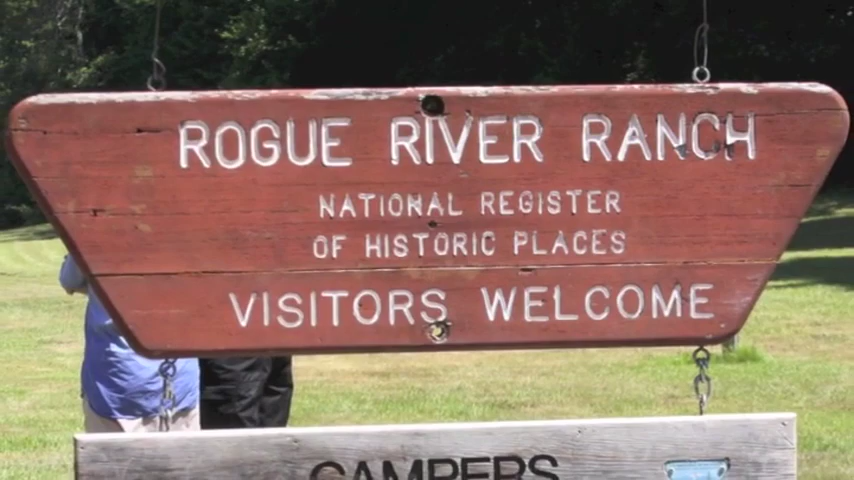 ROGUE RIVER RANCH
NATIONAL REGISTER
OF HISTORIC PLACES
VISITORS WELCOME
CAMPERS